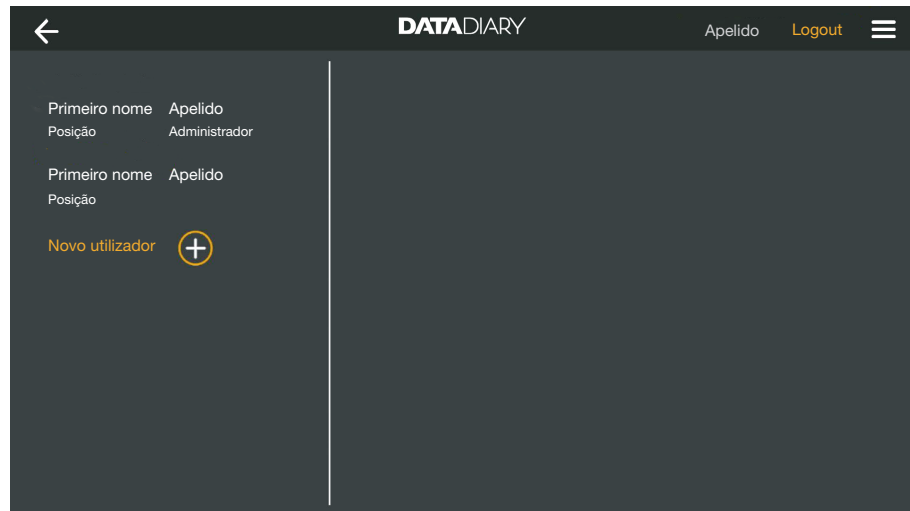 DATADIARY
Apelido Logout
Primeiro nome Apelido
Posição Administrador
Primeiro nome Apelido
Posição
Novo utilizador